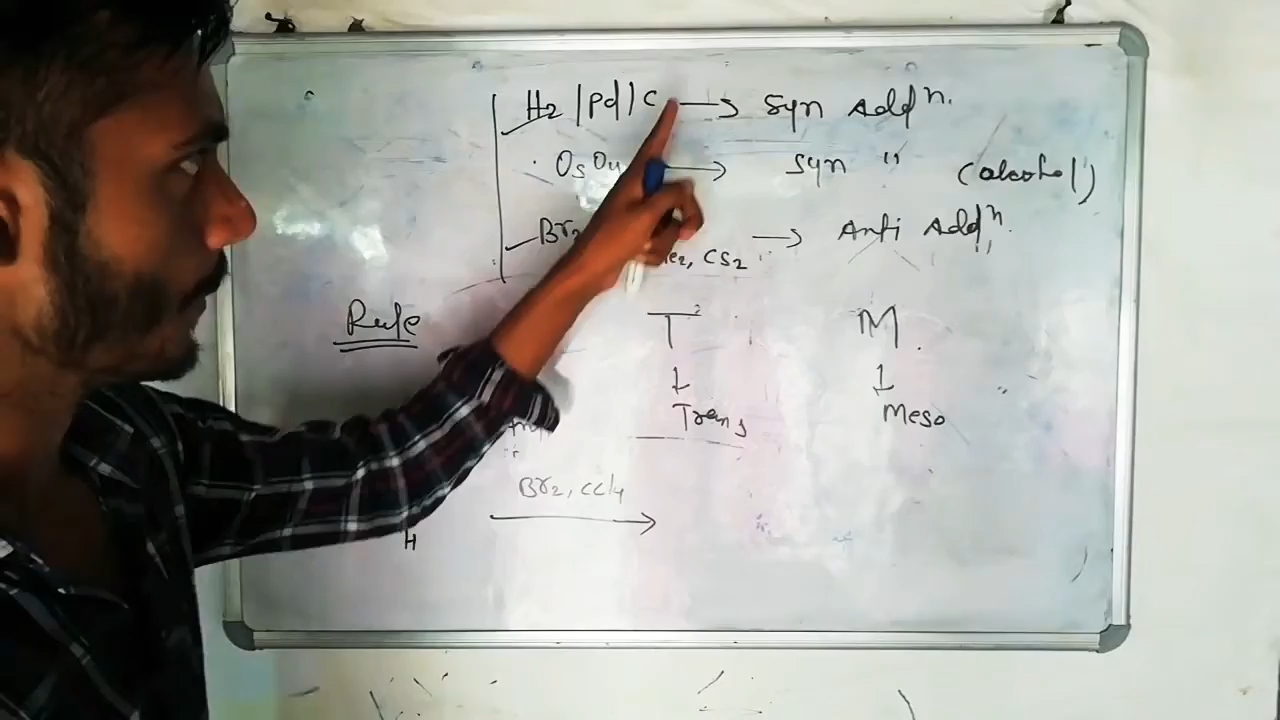 H2 | Pd | C → Syn Addⁿ.
OsO4 → Syn " (alcohol)
Br2 , CS2 → Anti Addⁿ.
Rule T M.
↓ ↓
Trans Meso
Br2, CCl4
H